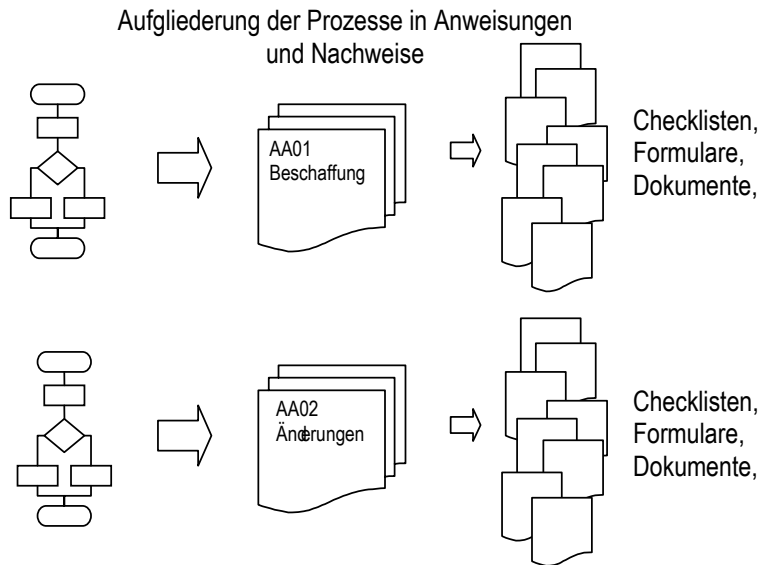 Aufgliederung der Prozesse in Anweisungen
und Nachweise
AA01
Beschaffung
Checklisten,
Formulare,
Dokumente,
AA02
Änderungen
Checklisten,
Formulare,
Dokumente,